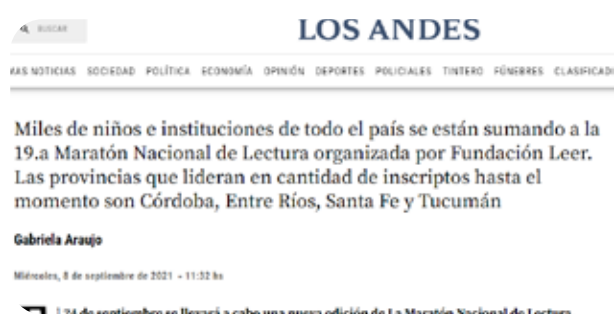 BUSCAR
LOS ANDES
MAS NOTICIAS SOCIEDAD POLÍTICA ECONOMÍA OPINIÓN DEPORTES POLICIALES TINTERO FÚNEBRES CLASIFICAD
Miles de niños e instituciones de todo el país se están sumando a la
19.a Maratón Nacional de Lectura organizada por Fundación Leer.
Las provincias que lideran en cantidad de inscriptos hasta el
momento son Córdoba, Entre Ríos, Santa Fe y Tucumán
Gabriela Araujo
Miércoles, 8 de septiembre de 2021 - 11:32 hs
24 de septiembre se llevará a cabo una nueva edición de La Maratón Nacional de Lectura